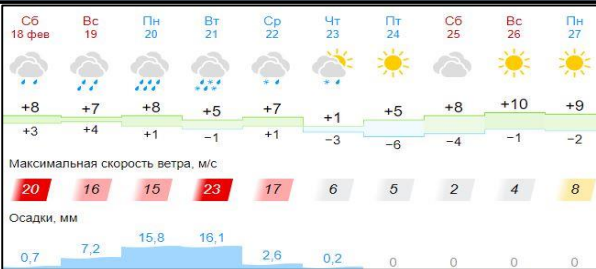 Сб Вс Пн Вт Ср Чт Пт Сб Вс Пн
18 фев 19 20 21 22 23 24 25 26 27
+8 +7 +8 +5 +7 +1 +5 +8 +10 +9
+3 +4 +1 −1 +1 −3 −6 −4 −1 −2
Максимальная скорость ветра, м/с
20 16 15 23 17 6 5 2 4 8
Осадки, мм
0,7 7,2 15,8 16,1 2,6 0,2 0 0 0 0